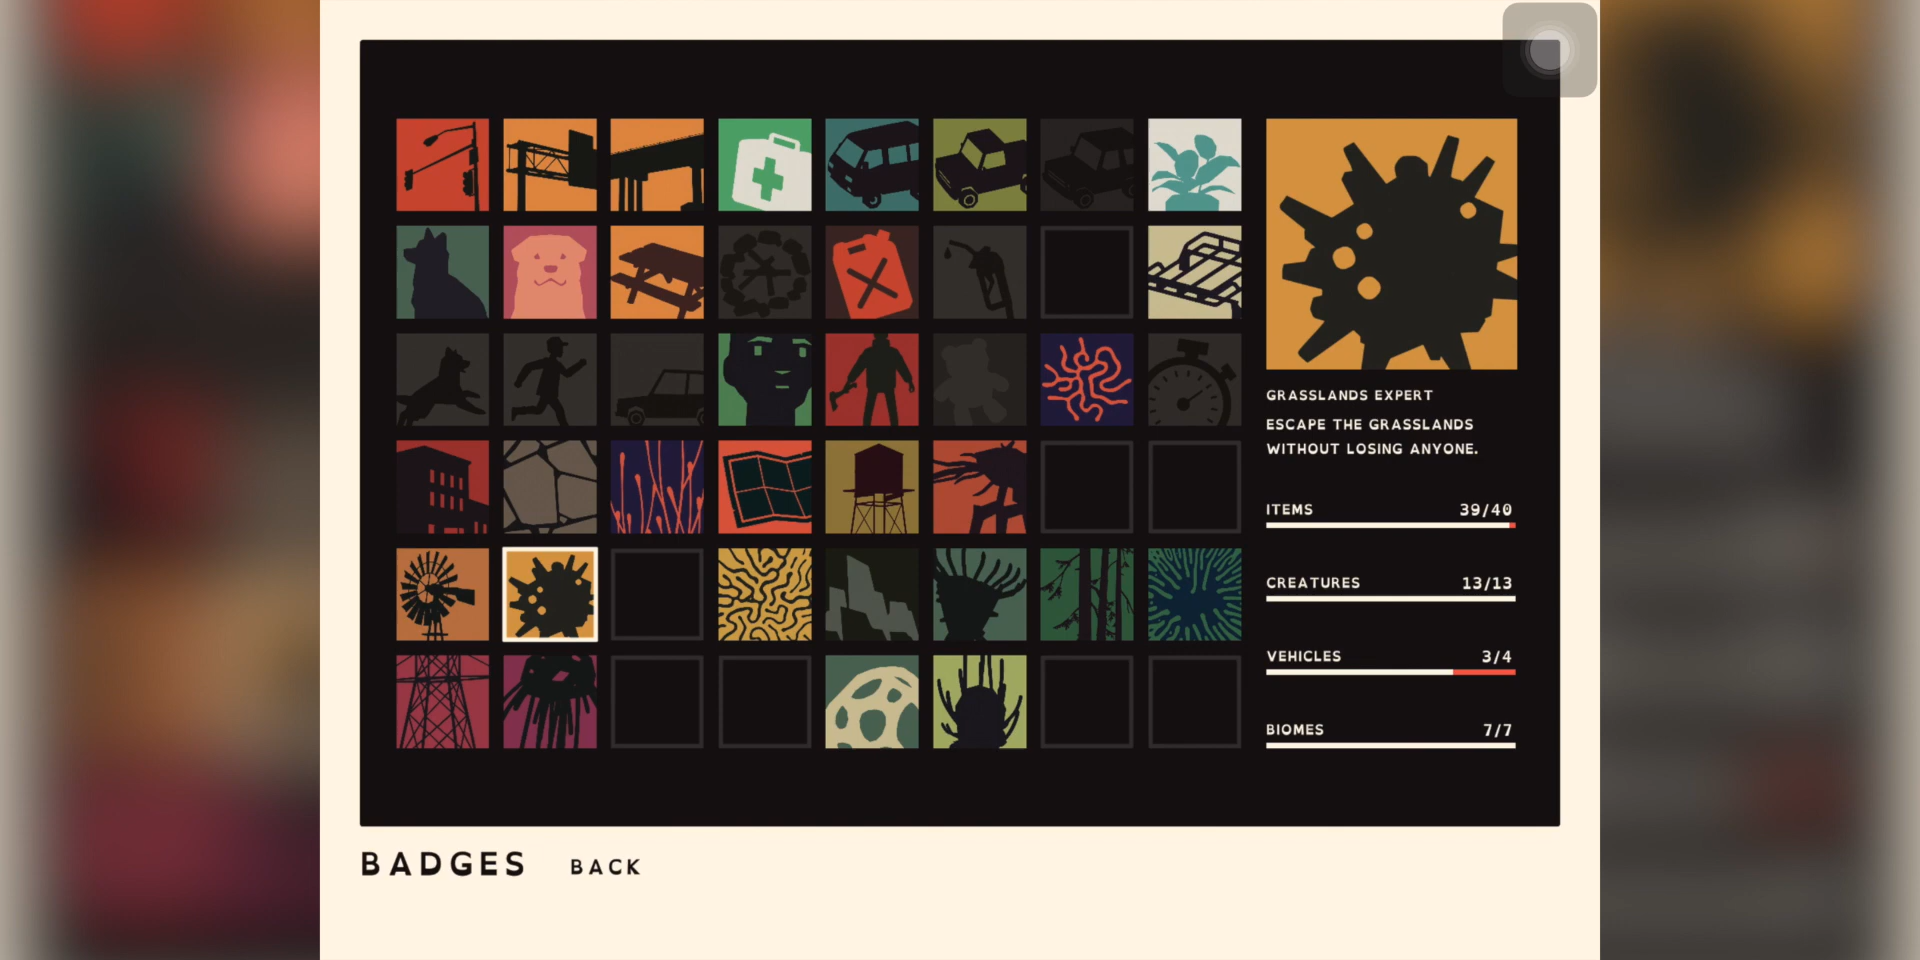 GRASSLANDS EXPERT
ESCAPE THE GRASSLANDS
WITHOUT LOSING ANYONE.
ITEMS 39/40
CREATURES 13/13
VEHICLES 3/4
BIOMES 7/7
BADGES BACK